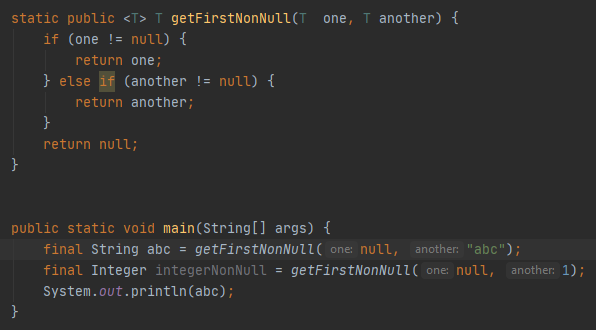 static public <T> T getFirstNonNull(T  one, T another) {
    if (one != null) {
        return one;
    } else if (another != null) {
        return another;
    }
    return null;
}
public static void main(String[] args) {
    final String abc = getFirstNonNull( one: null, another: "abc");
    final Integer integerNonNull = getFirstNonNull( one: null, another: 1);
    System.out.println(abc);
}